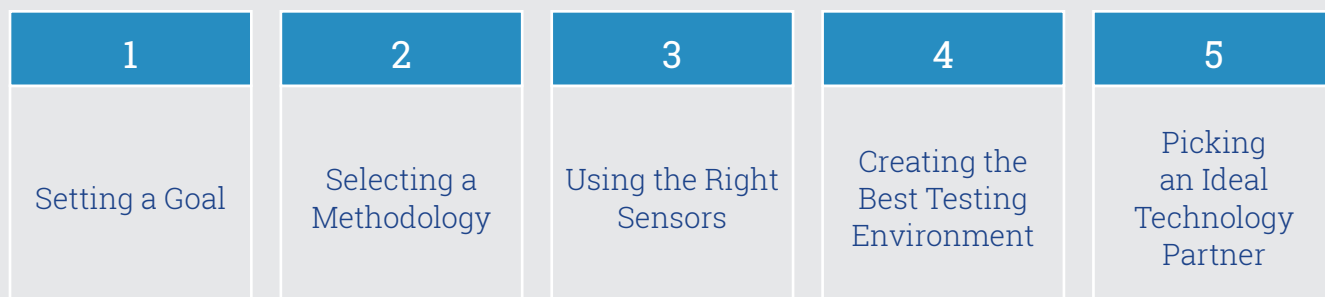 1
Setting a Goal
2
Selecting a
Methodology
3
Using the Right
Sensors
4
Creating the
Best Testing
Environment
5
Picking
an Ideal
Technology
Partner